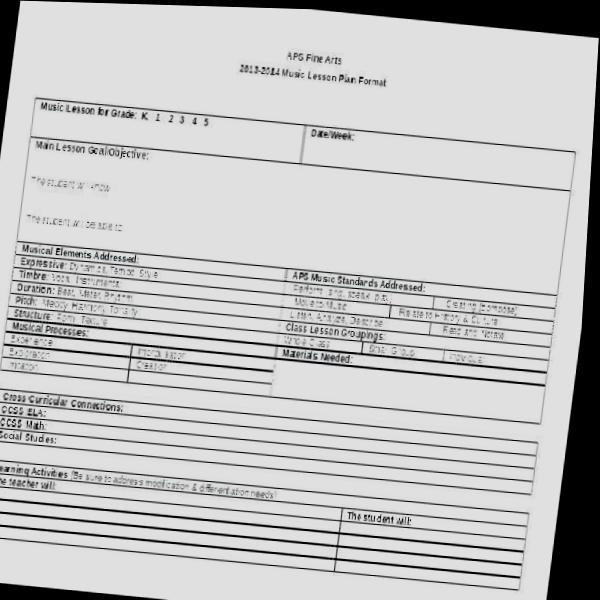 APS Fine Arts
2013-2014 Music Lesson Plan Format
Music Lesson for Grade: K 1 2 3 4 5
Date/Week:
Main Lesson Goal/Objective:
The student will know
The student will be able to
Musical Elements Addressed:
Expressive: Dynamics, Tempo, Style
Timbre: Vocal, Instrumental
Duration: Beat, Meter, Rhythm
Pitch: Melody, Harmony, Tonality
Structure: Form, Texture
Musical Processes:
Experience
Exploration
Internalization
Imitation
Creation
APS Music Standards Addressed:
Perform: sing, speak, play
Creating (compose)
Move to Music
Relate to History & Culture
Listen, Analyze, Describe
Read and Notate
Class Lesson Groupings:
Whole Class
Small Group
Individual
Materials Needed:
Cross Curricular Connections:
CCSS ELA:
CCSS Math:
Social Studies:
earning Activities (Be sure to address modification & differentiation needs)
he teacher will:
The student will: